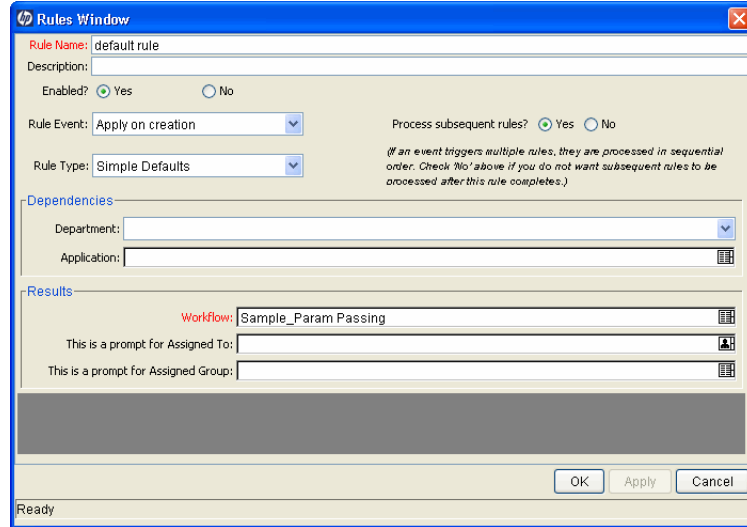 hp Rules Window
Rule Name: default rule
Description:
Enabled? Yes No
Rule Event: Apply on creation
Process subsequent rules? Yes No
Rule Type: Simple Defaults
(If an event triggers multiple rules, they are processed in sequential
order. Check 'No' above if you do not want subsequent rules to be
processed after this rule completes.)
Dependencies
Department:
Application:
Results
Workflow: Sample_Param Passing
This is a prompt for Assigned To:
This is a prompt for Assigned Group:
OK Apply Cancel
Ready